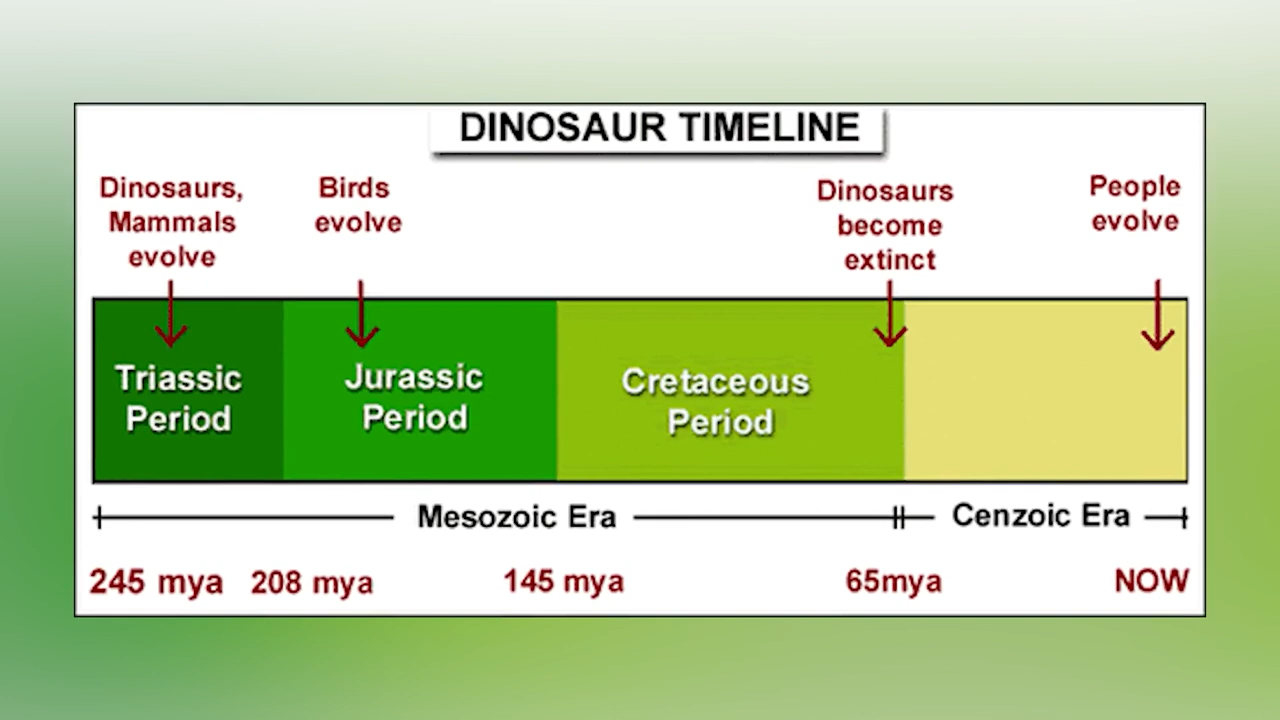 DINOSAUR TIMELINE
Dinosaurs,
Mammals
evolve
Birds
evolve
Dinosaurs
become
extinct
People
evolve
Triassic
Period
Jurassic
Period
Cretaceous
Period
Mesozoic Era
Cenzoic Era
245 mya
208 mya
145 mya
65mya
NOW